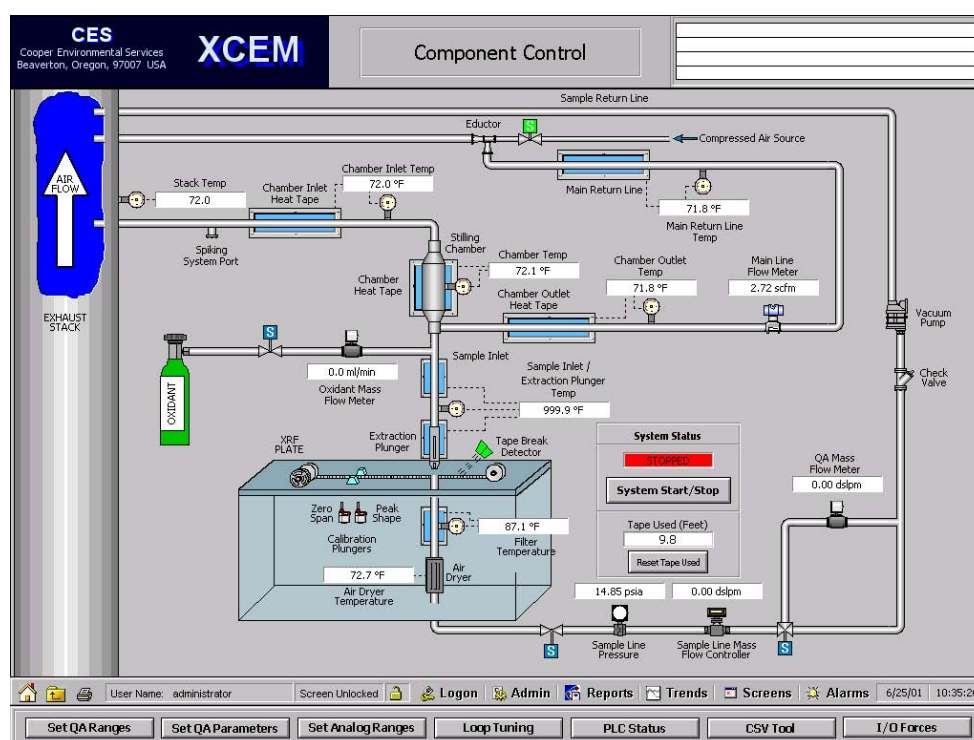 CES
Cooper Environmental Services
Beaverton, Oregon, 97007 USA
XCEM
Component Control
Sample Return Line
Eductor
S
Compressed Air Source
AIR
FLOW
Stack Temp
72.0
Chamber Inlet
Heat Tape
Chamber Inlet Temp
72.0 °F
Main Return Line
71.8 °F
Main Return Line
Temp
Spiking
System Port
Stilling
Chamber
Chamber
Heat Tape
Chamber Temp
72.1 °F
Chamber Outlet
Heat Tape
Chamber Outlet
Temp
71.8 °F
Main Line
Flow Meter
2.72 scfm
EXHAUST
STACK
Vacuum
Pump
S
OXIDANT
0.0 ml/min
Oxidant Mass
Flow Meter
Sample Inlet
Sample Inlet /
Extraction Plunger
Temp
999.9 °F
Check
Valve
XRF
PLATE
Extraction
Plunger
Tape Break
Detector
System Status
STOPPED
System Start/Stop
QA Mass
Flow Meter
0.00 dslpm
Zero
Span
Peak
Shape
Calibration
Plungers
87.1 °F
Filter
Temperature
Tape Used (Feet)
9.8
Reset Tape Used
72.7 °F
Air Dryer
Temperature
Air
Dryer
14.85 psia
0.00 dslpm
S
Sample Line
Pressure
Sample Line Mass
Flow Controller
S
User Name: administrator
Screen Unlocked
Logon
Admin
Reports
Trends
Screens
Alarms
6/25/01
10:35:26
Set QA Ranges
Set QA Parameters
Set Analog Ranges
Loop Tuning
PLC Status
CSV Tool
I/O Forces